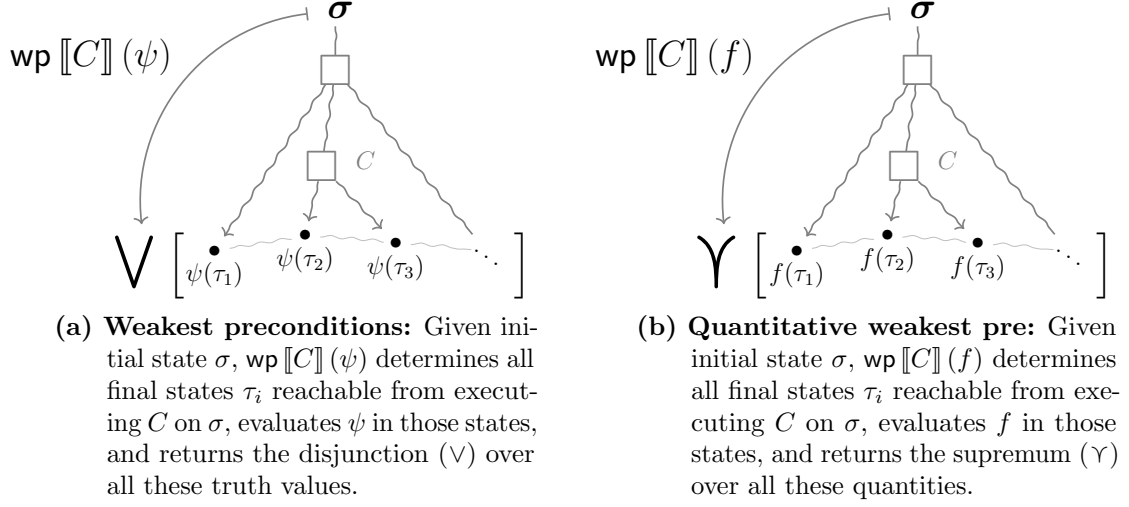 σ
wp ⟦C⟧ (ψ)
C
⋁ [ ψ(τ₁) ψ(τ₂) ψ(τ₃) ⋱ ]
(a) Weakest preconditions: Given ini-
tial state σ, wp ⟦C⟧ (ψ) determines all
final states τᵢ reachable from execut-
ing C on σ, evaluates ψ in those states,
and returns the disjunction (∨) over
all these truth values.
σ
wp ⟦C⟧ (f)
C
⋎ [ f(τ₁) f(τ₂) f(τ₃) ⋱ ]
(b) Quantitative weakest pre: Given
initial state σ, wp ⟦C⟧ (f) determines
all final states τᵢ reachable from exe-
cuting C on σ, evaluates f in those
states, and returns the supremum (⋎)
over all these quantities.